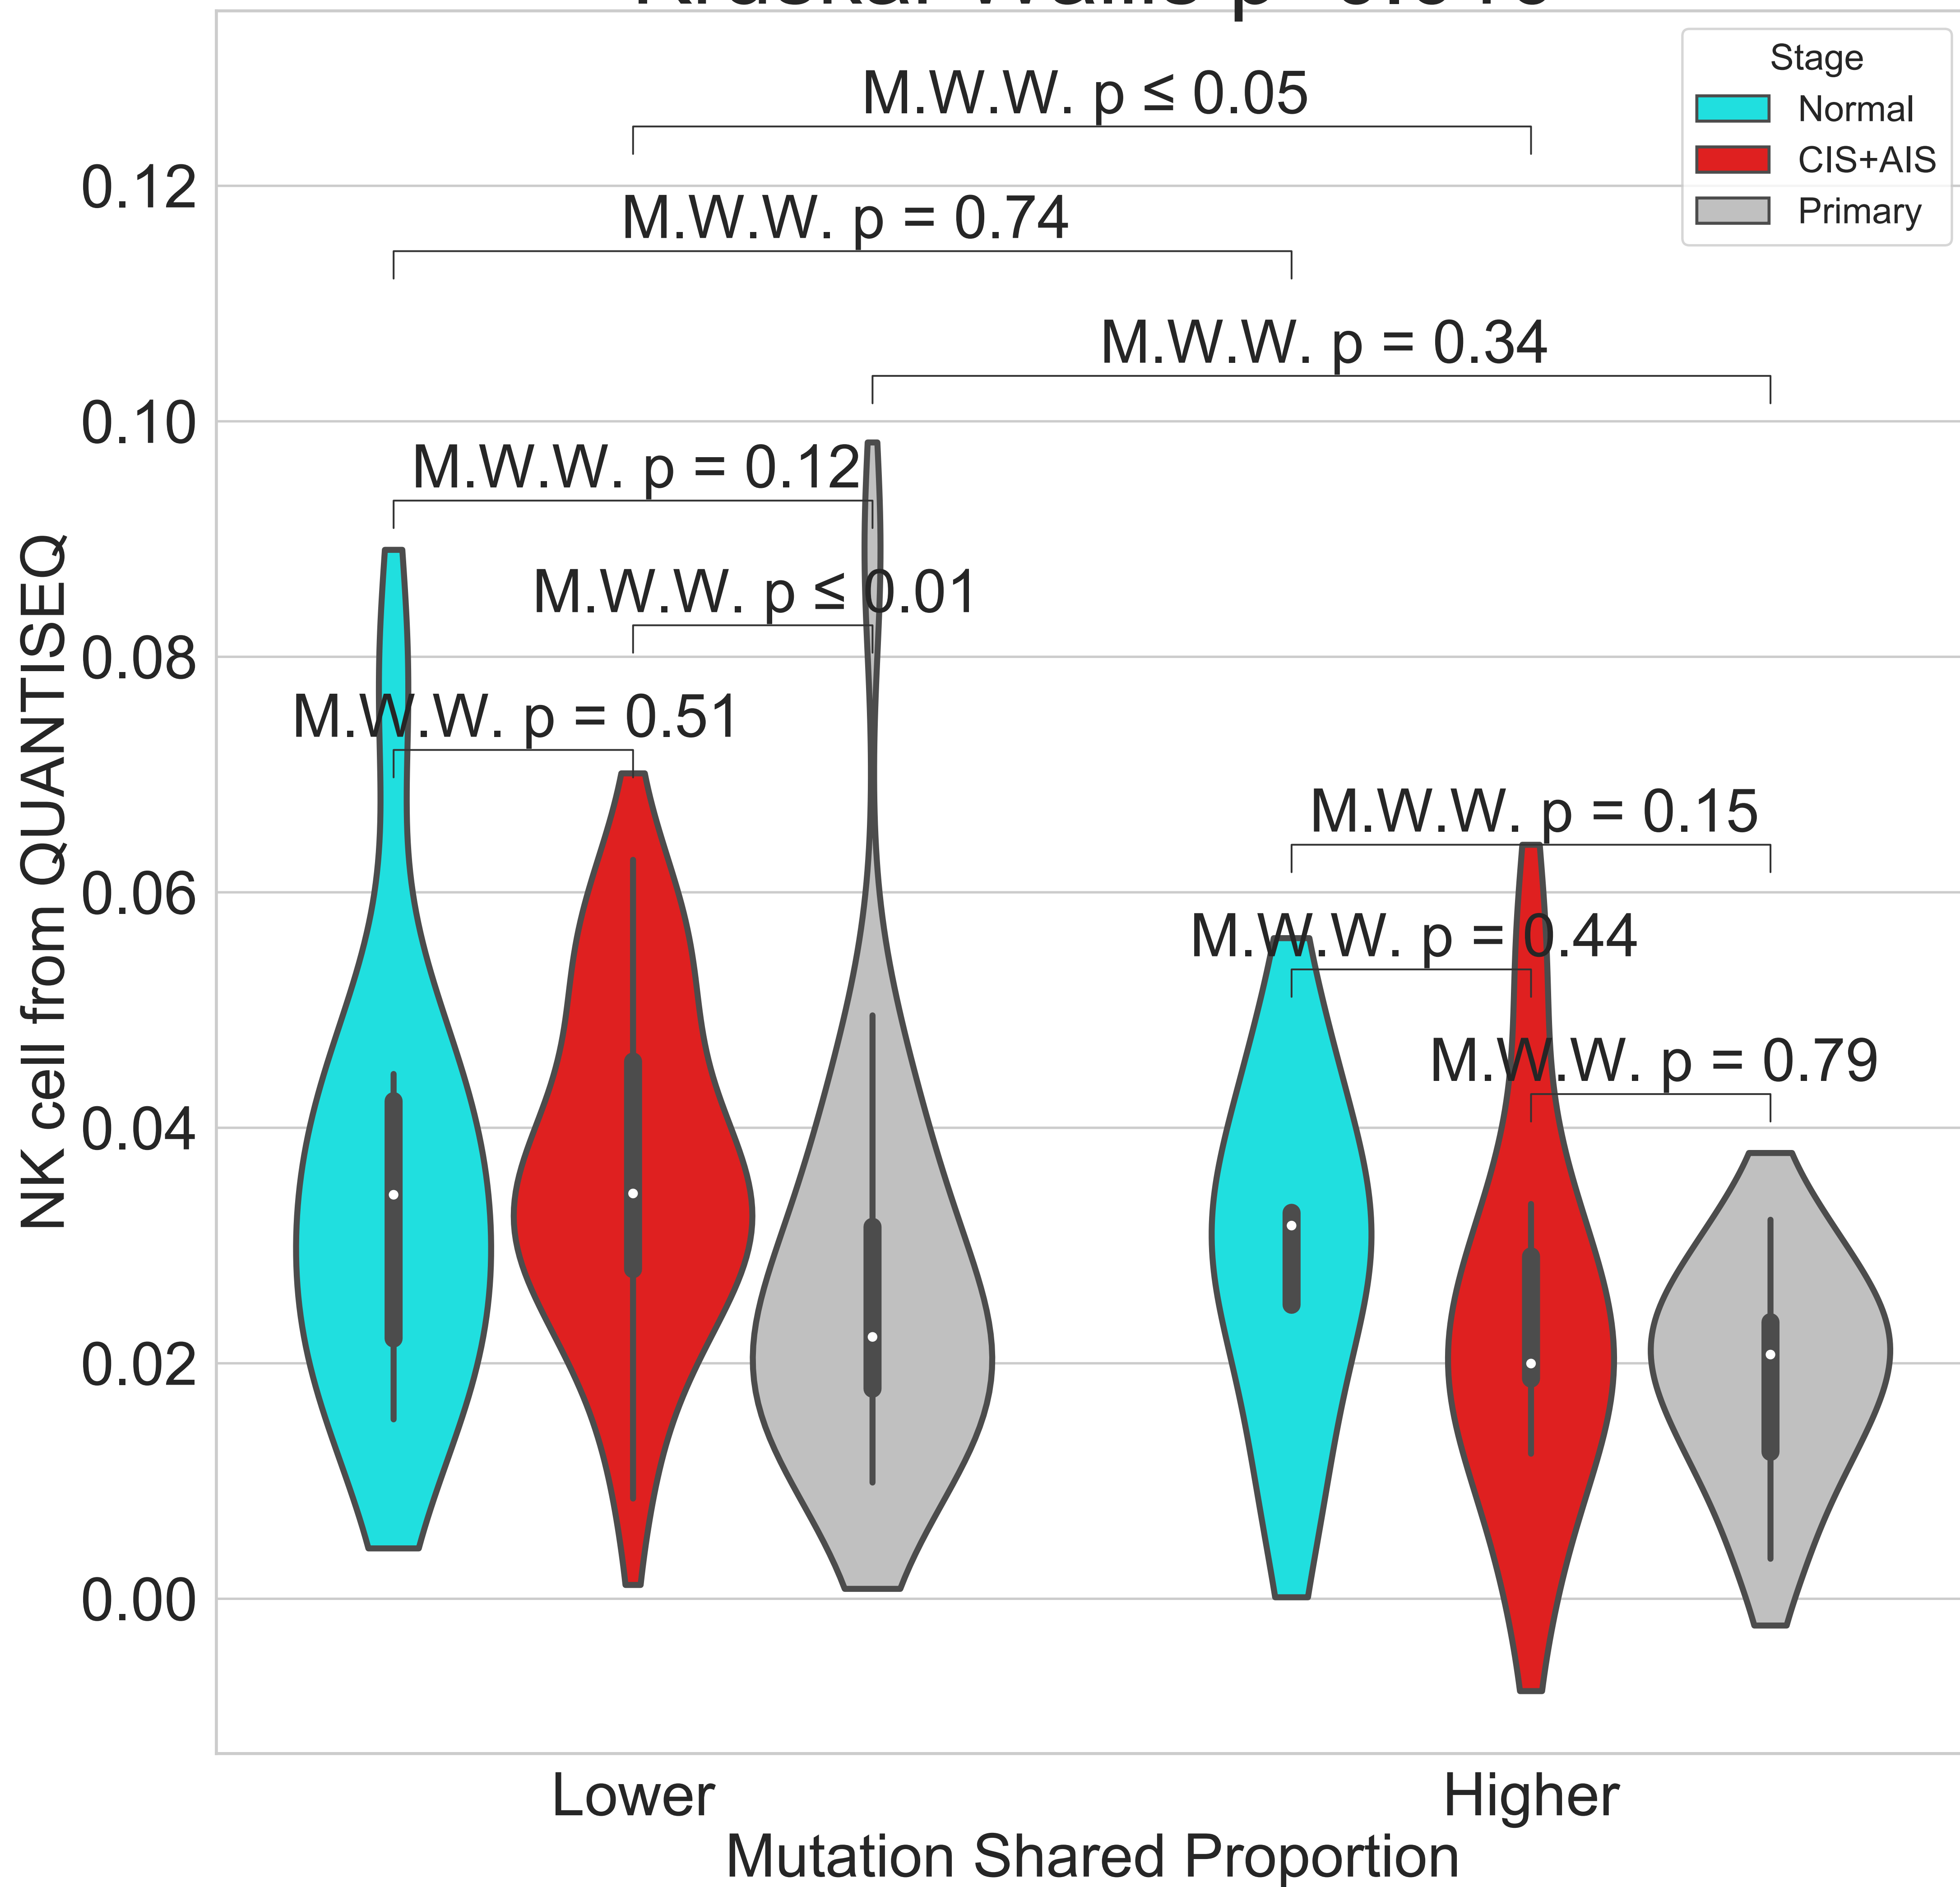 Stage
Normal
CIS+AIS
Primary
M.W.W. p ≤ 0.05
M.W.W. p = 0.74
M.W.W. p = 0.34
M.W.W. p = 0.12
M.W.W. p ≤ 0.01
M.W.W. p = 0.51
M.W.W. p = 0.15
M.W.W. p = 0.44
M.W.W. p = 0.79
NK cell from QUANTISEQ
0.12
0.10
0.08
0.06
0.04
0.02
0.00
Lower
Higher
Mutation Shared Proportion